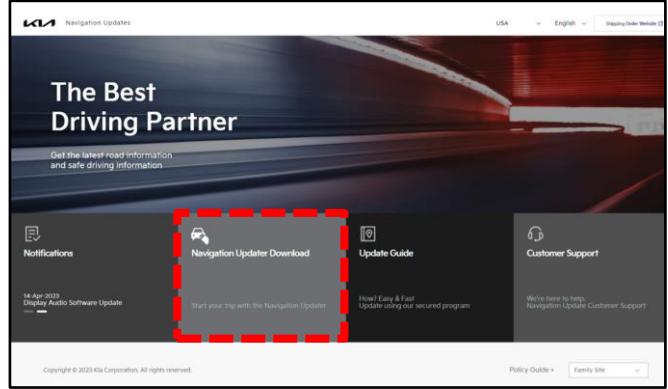 KIA Navigation Updates
USA English Shipping Order Website
The Best
Driving Partner
Get the latest road information
and safe driving information
Notifications
14-Apr-2023
Display Audio Software Update
Navigation Updater Download
Start your trip with the Navigation Updater
Update Guide
How? Easy & Fast
Update using our secured program
Customer Support
We're here to help.
Navigation Update Customer Support
Copyright © 2023 Kia Corporation. All rights reserved.
Policy Guide
Family Site